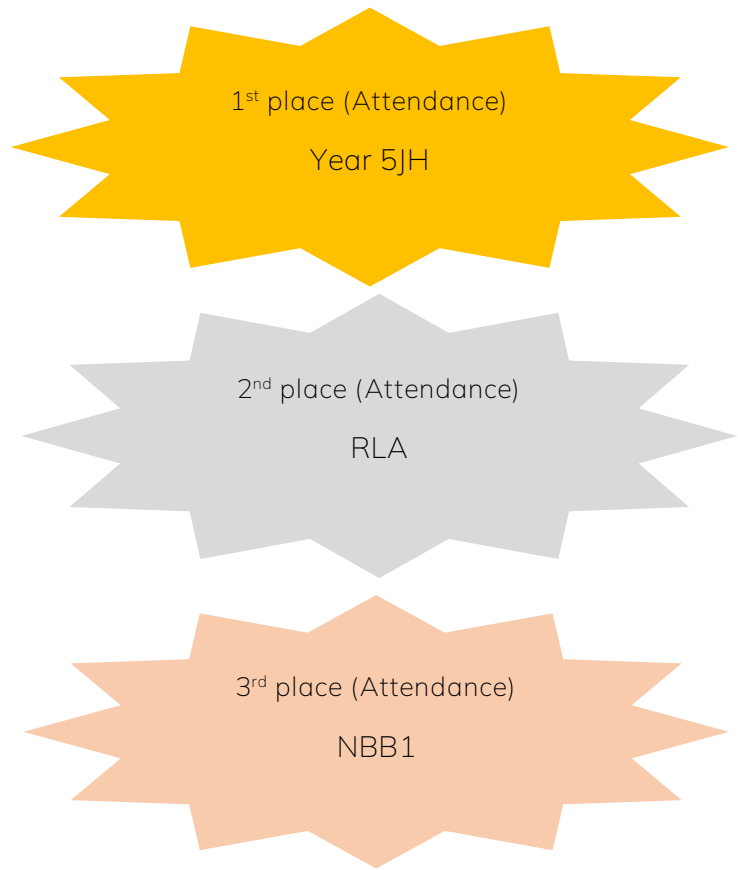 1st place (Attendance)
Year 5JH
2nd place (Attendance)
RLA
3rd place (Attendance)
NBB1